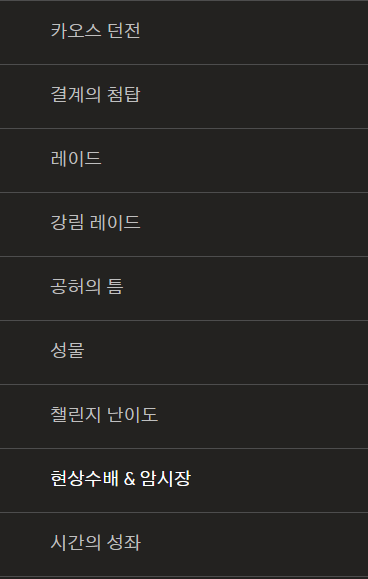 카오스 던전
결계의 첨탑
레이드
강림 레이드
공허의 틈
성물
챌린지 난이도
현상수배 & 암시장
시간의 성좌